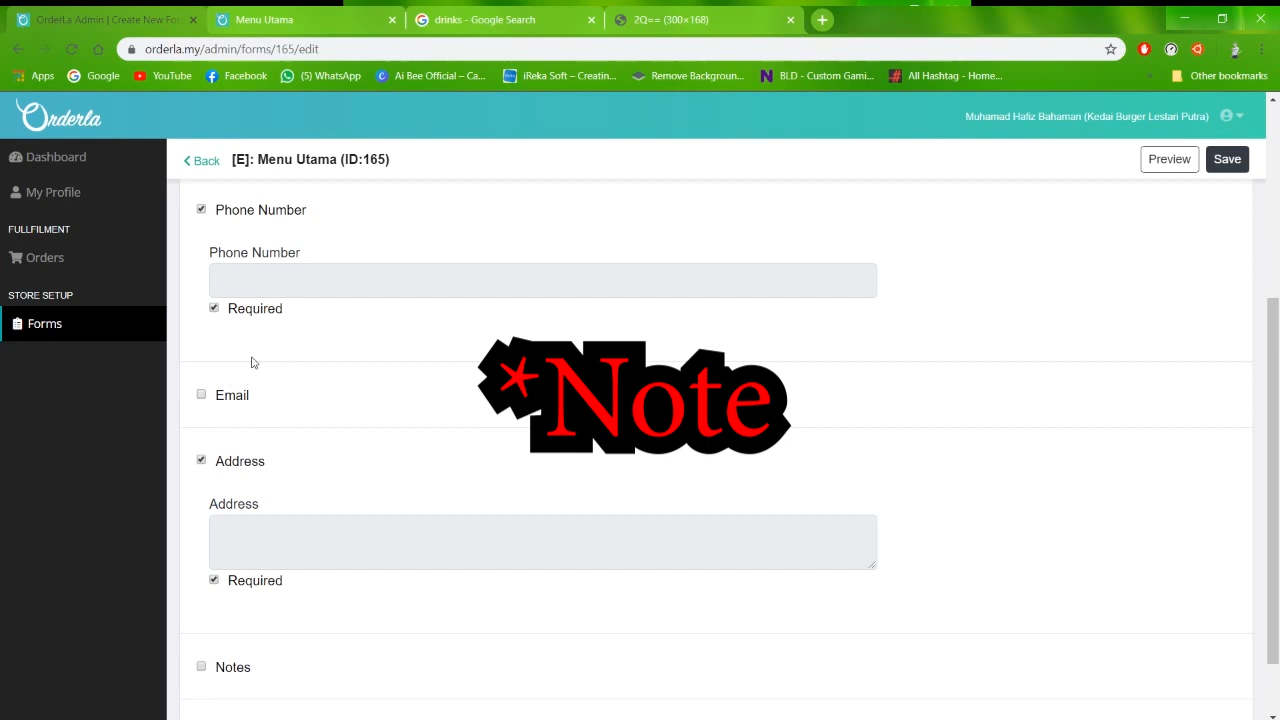 OrderLa Admin | Create New Fo
Menu Utama
drinks - Google Search
2Q== (300×168)
orderla.my/admin/forms/165/edit
Apps
Google
YouTube
Facebook
(5) WhatsApp
Ai Bee Official – Ca...
iReka Soft – Creatin...
Remove Backgroun...
BLD - Custom Gami...
All Hashtag - Home...
»
Other bookmarks
Orderla
Muhamad Hafiz Bahaman (Kedai Burger Lestari Putra)
Dashboard
My Profile
FULLFILMENT
Orders
STORE SETUP
Forms
Back
[E]: Menu Utama (ID:165)
Preview
Save
Phone Number
Phone Number
Required
*Note
Email
Address
Address
Required
Notes